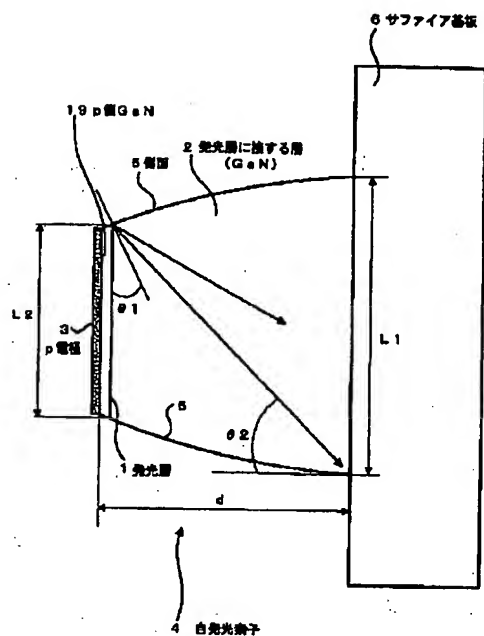 6 サファイア基板
19 p側GaN
2 発光層に接する層
(GaN)
5 側面
L2
3
p電極
θ1
L1
θ2
5
1 発光層
d
4 自発光素子